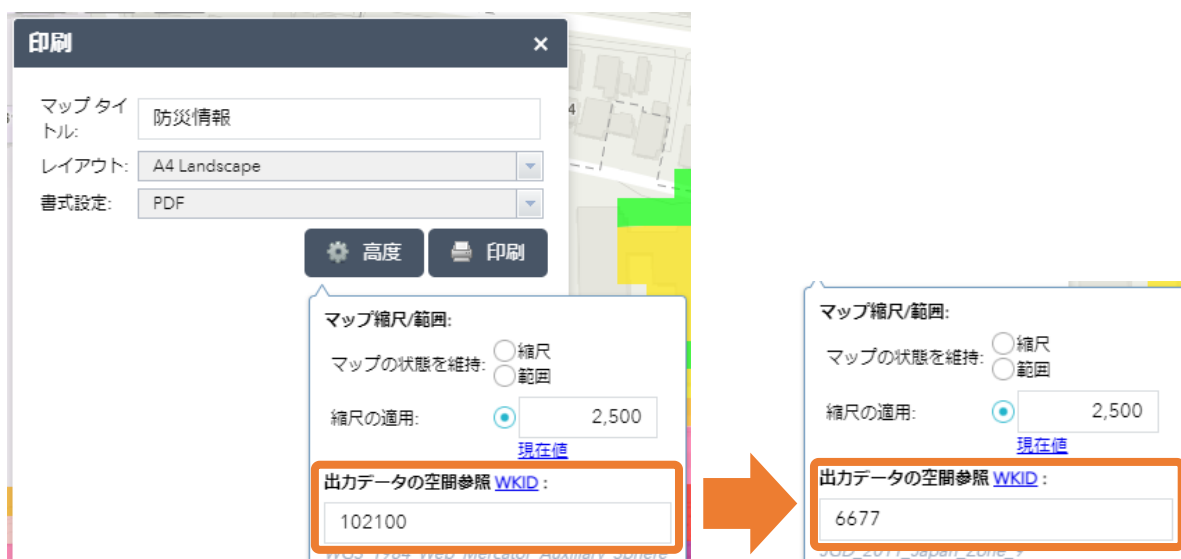 印刷 ×
マップ タイトル:
防災情報
レイアウト: A4 Landscape
書式設定: PDF
高度 印刷
マップ縮尺/範囲:
マップの状態を維持: 縮尺
範囲
縮尺の適用: 2,500
現在値
出力データの空間参照 WKID :
102100
WGS_1984_Web_Mercator_Auxiliary_Sphere
マップ縮尺/範囲:
マップの状態を維持: 縮尺
範囲
縮尺の適用: 2,500
現在値
出力データの空間参照 WKID :
6677
JGD_2011_Japan_Zone_9
4